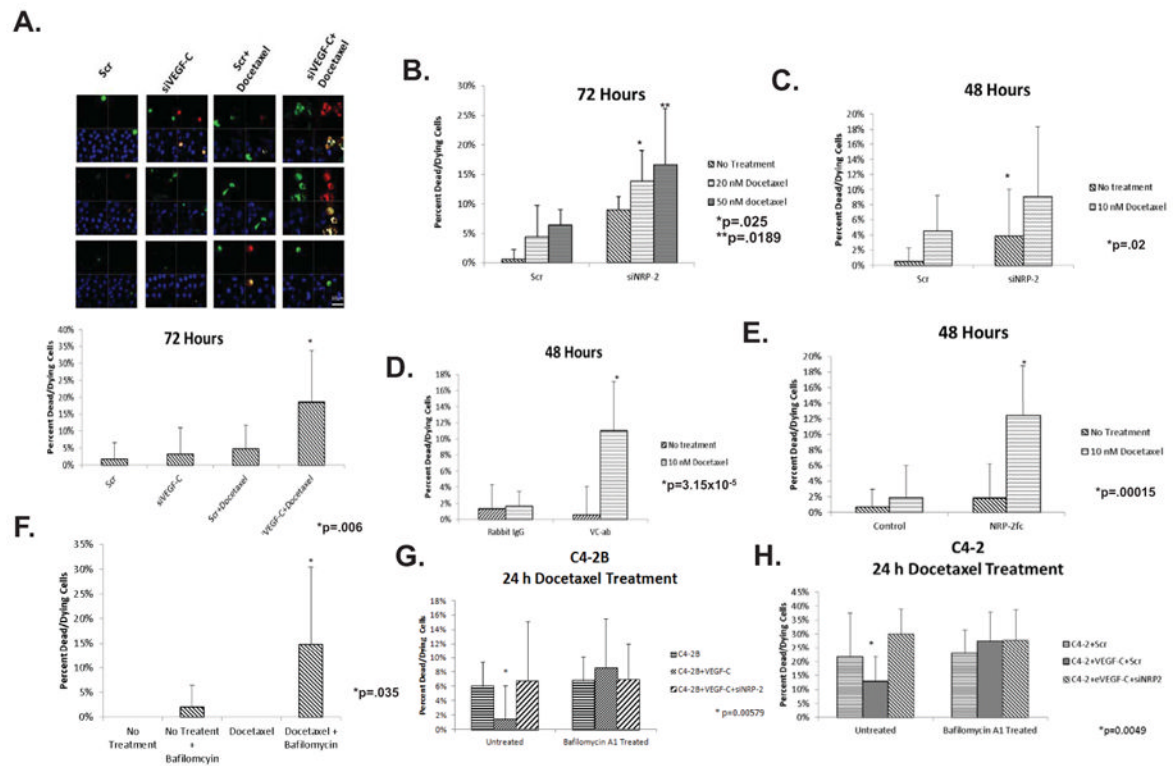 A.
Scr
siVEGF-C
Scr+
Docetaxel
siVEGF-C+
Docetaxel
72 Hours
Percent Dead/Dying Cells
40%
35%
30%
25%
20%
15%
10%
5%
0%
*
Scr
siVEGF-C
Scr+Docetaxel
'VEGF-C+Docetaxel
*p=.006
B.
72 Hours
Percent Dead/Dying Cells
30%
25%
20%
15%
10%
5%
0%
*
**
Scr
siNRP-2
No Treatment
20 nM Docetaxel
50 nM docetaxel
*p=.025
**p=.0189
C.
48 Hours
Percent Dead/Dying Cells
20%
18%
16%
14%
12%
10%
8%
6%
4%
2%
0%
*
Scr
siNRP-2
No treatment
10 nM Docetaxel
*p=.02
D.
48 Hours
Percent Dead/Dying Cells
18%
16%
14%
12%
10%
8%
6%
4%
2%
0%
*
Rabbit IgG
VC-ab
No treatment
10 nM Docetaxel
*p=3.15x10-5
E.
48 Hours
Percent Dead/Dying Cells
20%
18%
16%
14%
12%
10%
8%
6%
4%
2%
0%
*
Control
NRP-2fc
No Treatment
10 nM Docetaxel
*p=.00015
F.
Percent Dead/Dying Cells
35%
30%
25%
20%
15%
10%
5%
0%
*
No
Treatment
No Treatent
+
Bafilomcyin
Docetaxel
Docetaxel +
Bafilomycin
*p=.035
G.
C4-2B
24 h Docetaxel Treatment
Percent Dead/Dying Cells
20%
18%
16%
14%
12%
10%
8%
6%
4%
2%
0%
*
Untreated
Bafilomycin A1 Treated
C4-2B
C4-2B+VEGF-C
C4-2B+VEGF-C+siNRP-2
* p=0.00579
H.
C4-2
24 h Docetaxel Treatment
Percent Dead/Dying Cells
45%
40%
35%
30%
25%
20%
15%
10%
5%
0%
*
Untreated
Bafilomycin A1 Treated
C4-2+Scr
C4-2+VEGF-C+Scr
C4-2+eVEGF-C+siNRP2
*p=0.0049